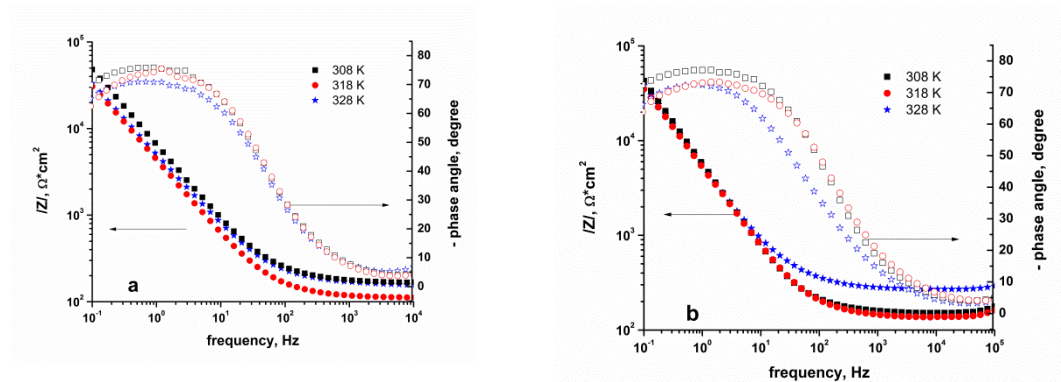 10⁵
10⁴
10³
10²
/Z/, Ω*cm²
80
70
60
50
40
30
20
10
0
- phase angle, degree
308 K
318 K
328 K
a
10⁻¹ 10⁰ 10¹ 10² 10³ 10⁴
frequency, Hz
10⁵
10⁴
10³
10²
/Z/, Ω*cm²
80
70
60
50
40
30
20
10
0
- phase angle, degree
308 K
318 K
328 K
b
10⁻¹ 10⁰ 10¹ 10² 10³ 10⁴ 10⁵
frequency, Hz